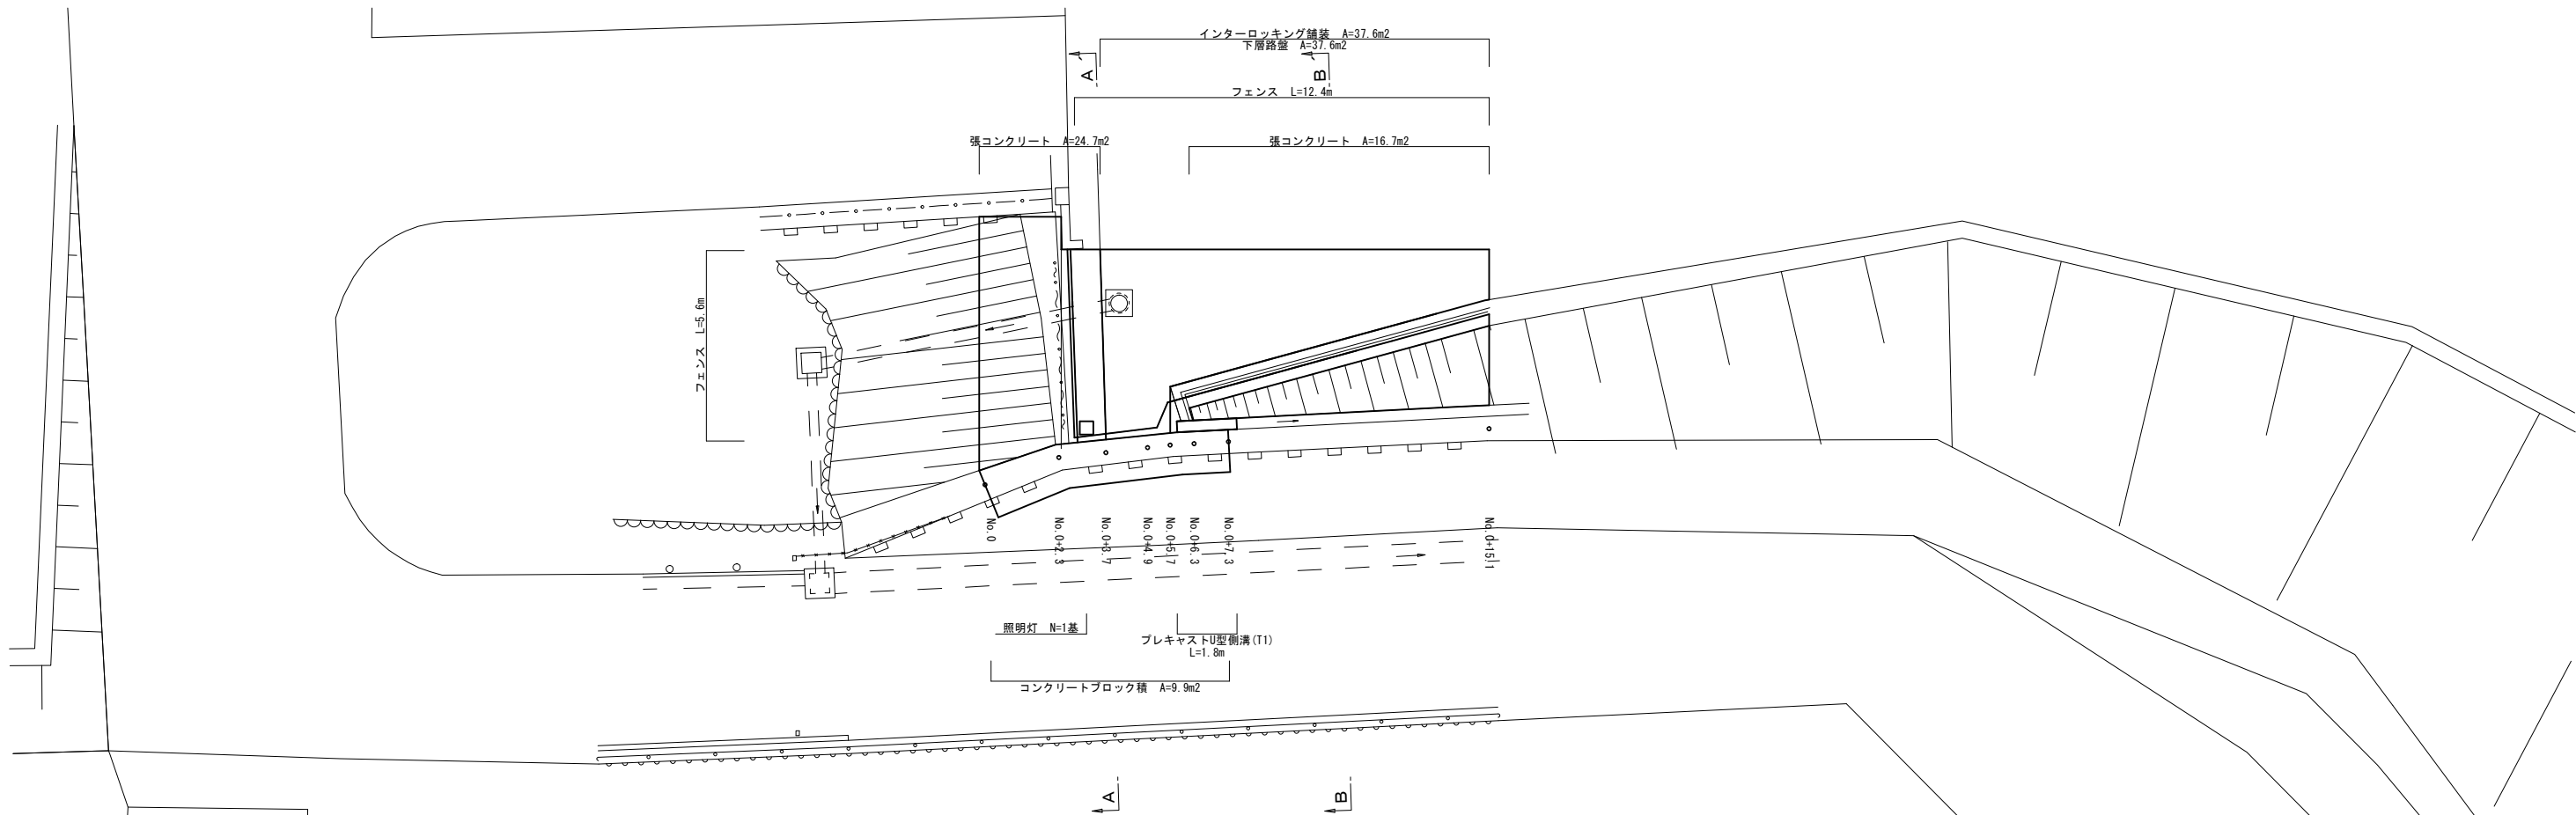 インターロッキング舗装　A=37.6m2
下層路盤　A=37.6m2
A'
B'
フェンス　L=12.4m
張コンクリート　A=24.7m2
張コンクリート　A=16.7m2
フェンス　L=5.6m
No.0
No.0+2.3
No.0+3.7
No.0+4.9
No.0+5.7
No.0+6.3
No.0+7.3
No.0+15.1
照明灯　N=1基
プレキャストU型側溝(T1)
L=1.8m
コンクリートブロック積　A=9.9m2
A
B